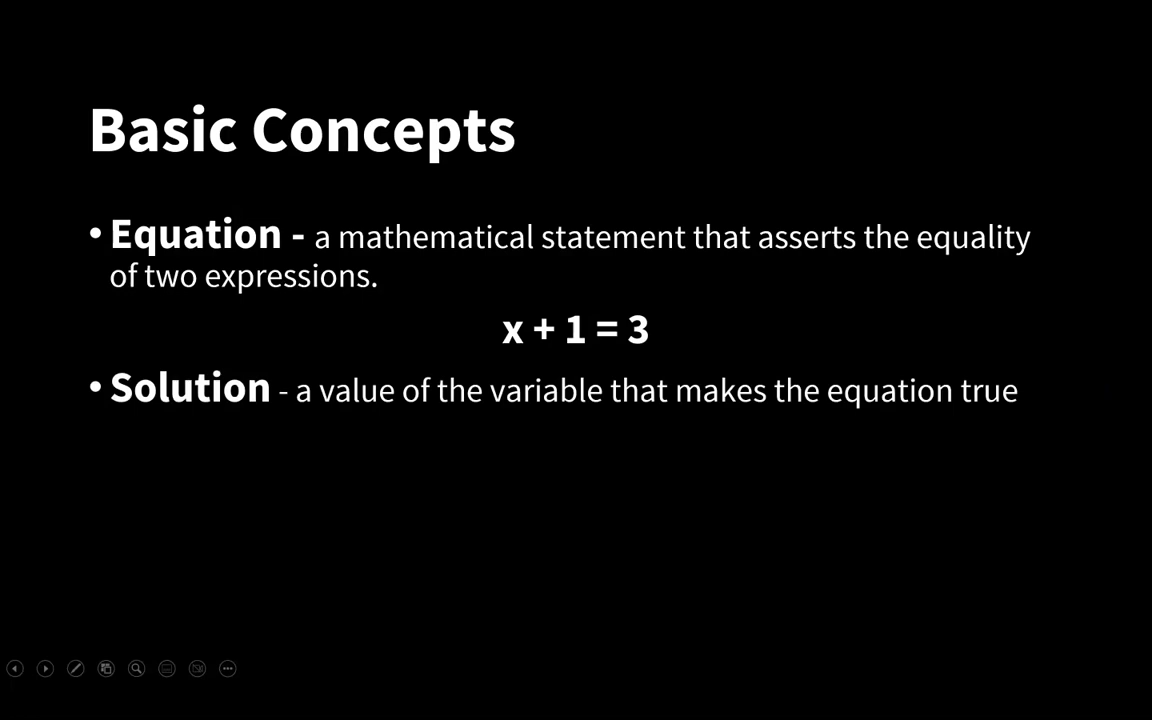 Basic Concepts
• Equation - a mathematical statement that asserts the equality
of two expressions.
x + 1 = 3
• Solution - a value of the variable that makes the equation true